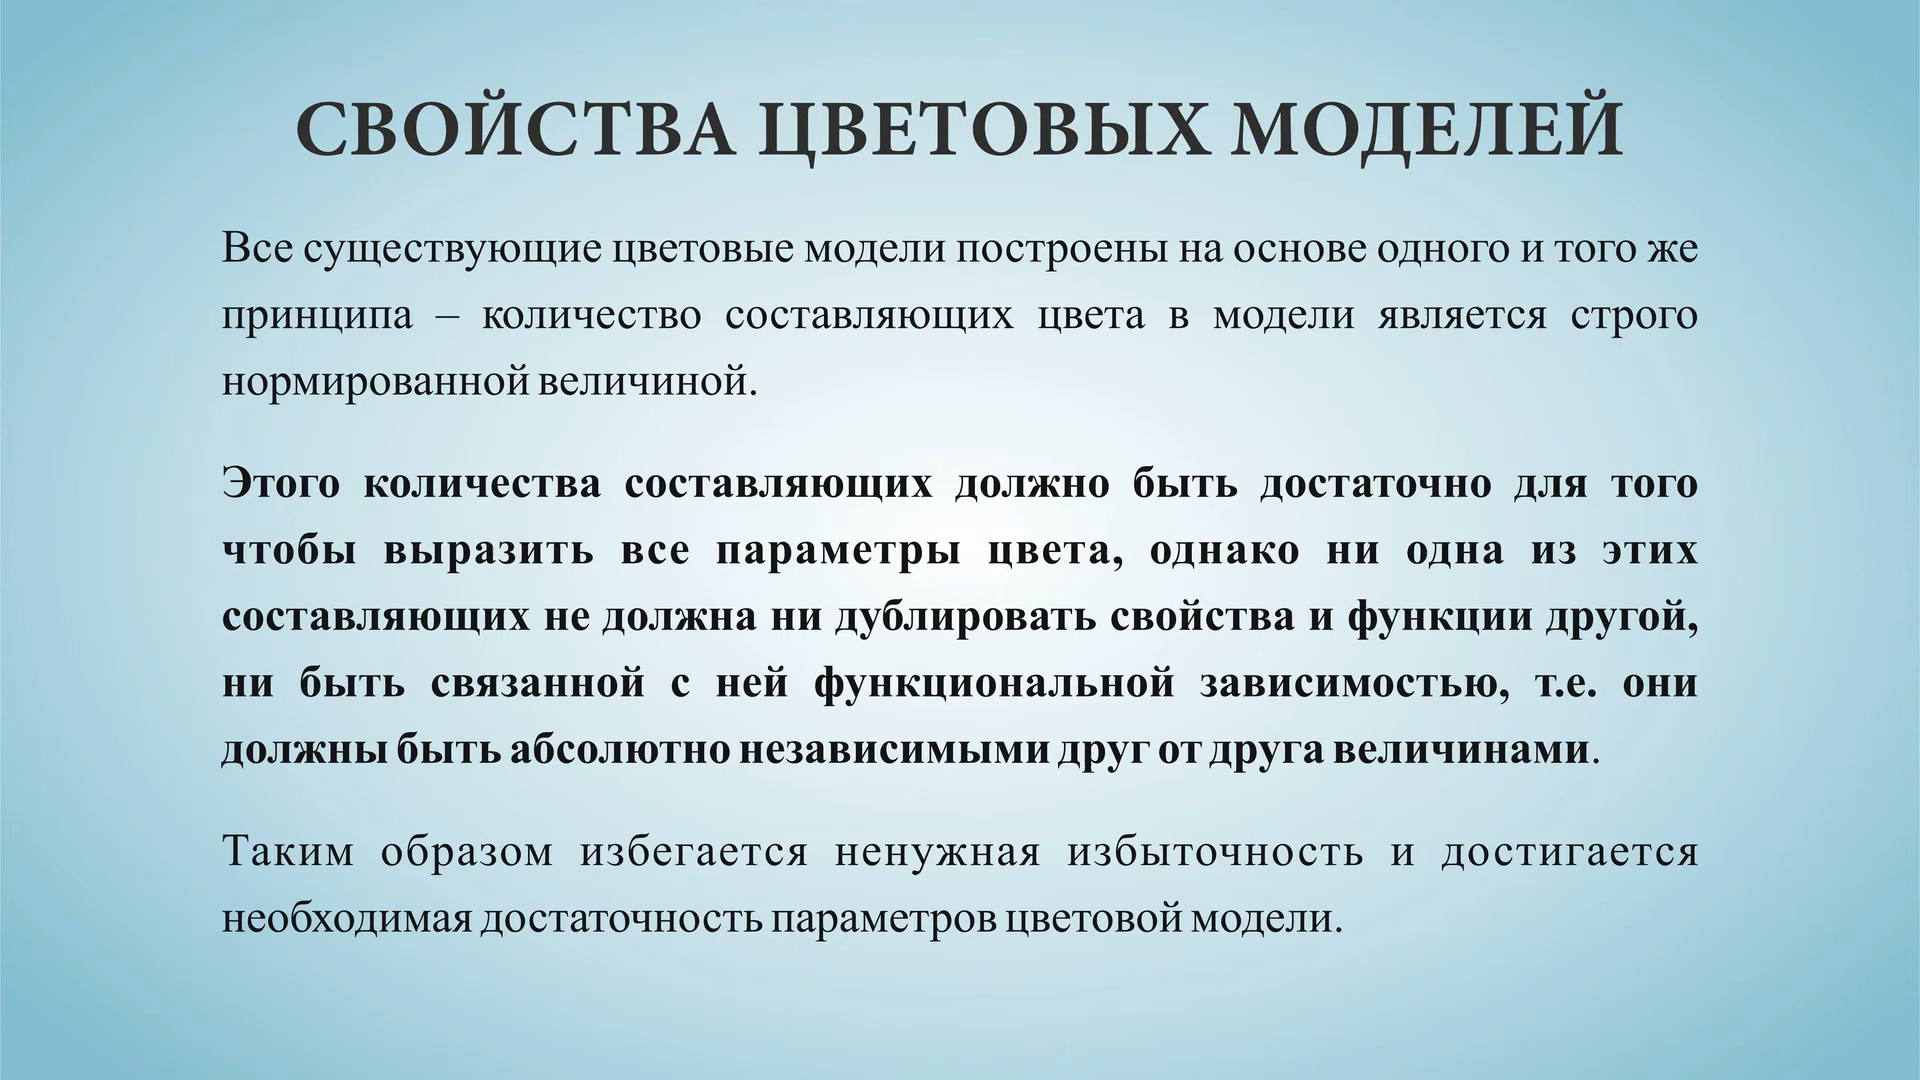 СВОЙСТВА ЦВЕТОВЫХ МОДЕЛЕЙ
Все существующие цветовые модели построены на основе одного и того же
принципа – количество составляющих цвета в модели является строго
нормированной величиной.
Этого количества составляющих должно быть достаточно для того
чтобы выразить все параметры цвета, однако ни одна из этих
составляющих не должна ни дублировать свойства и функции другой,
ни быть связанной с ней функциональной зависимостью, т.е. они
должны быть абсолютно независимыми друг от друга величинами.
Таким образом избегается ненужная избыточность и достигается
необходимая достаточность параметров цветовой модели.